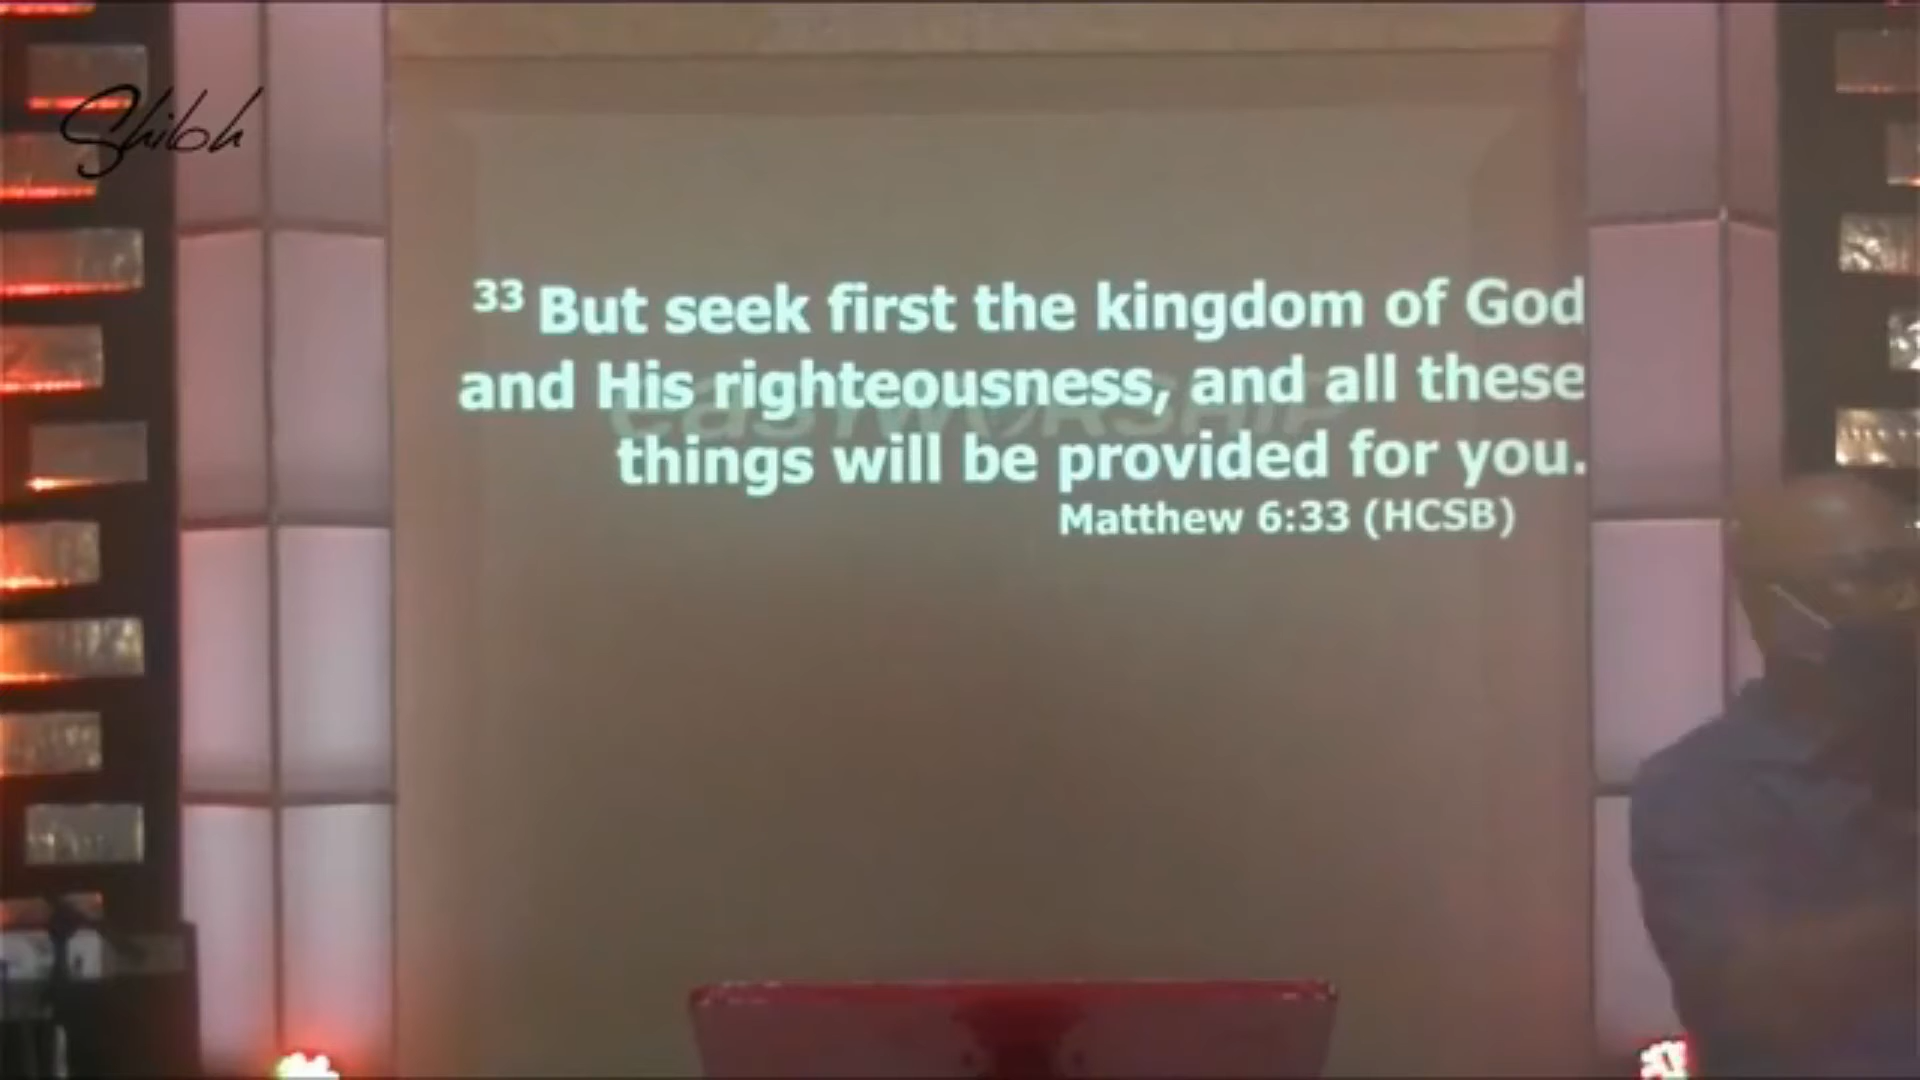 Shiloh
33 But seek first the kingdom of God
and His righteousness, and all these
things will be provided for you.
Matthew 6:33 (HCSB)